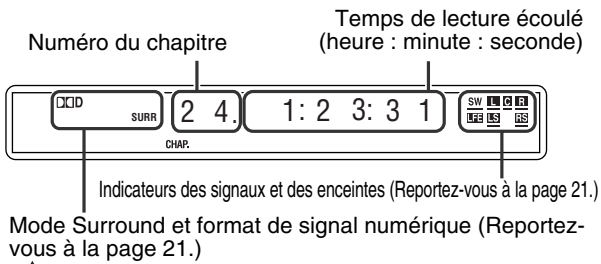 Temps de lecture écoulé
Numéro du chapitre (heure : minute : seconde)
DD D SW L C R
SURR 2 4. 1: 2 3: 3 1 LFE LS RS
CHAP.
Indicateurs des signaux et des enceintes (Reportez-vous à la page 21.)
Mode Surround et format de signal numérique (Reportez-
vous à la page 21.)